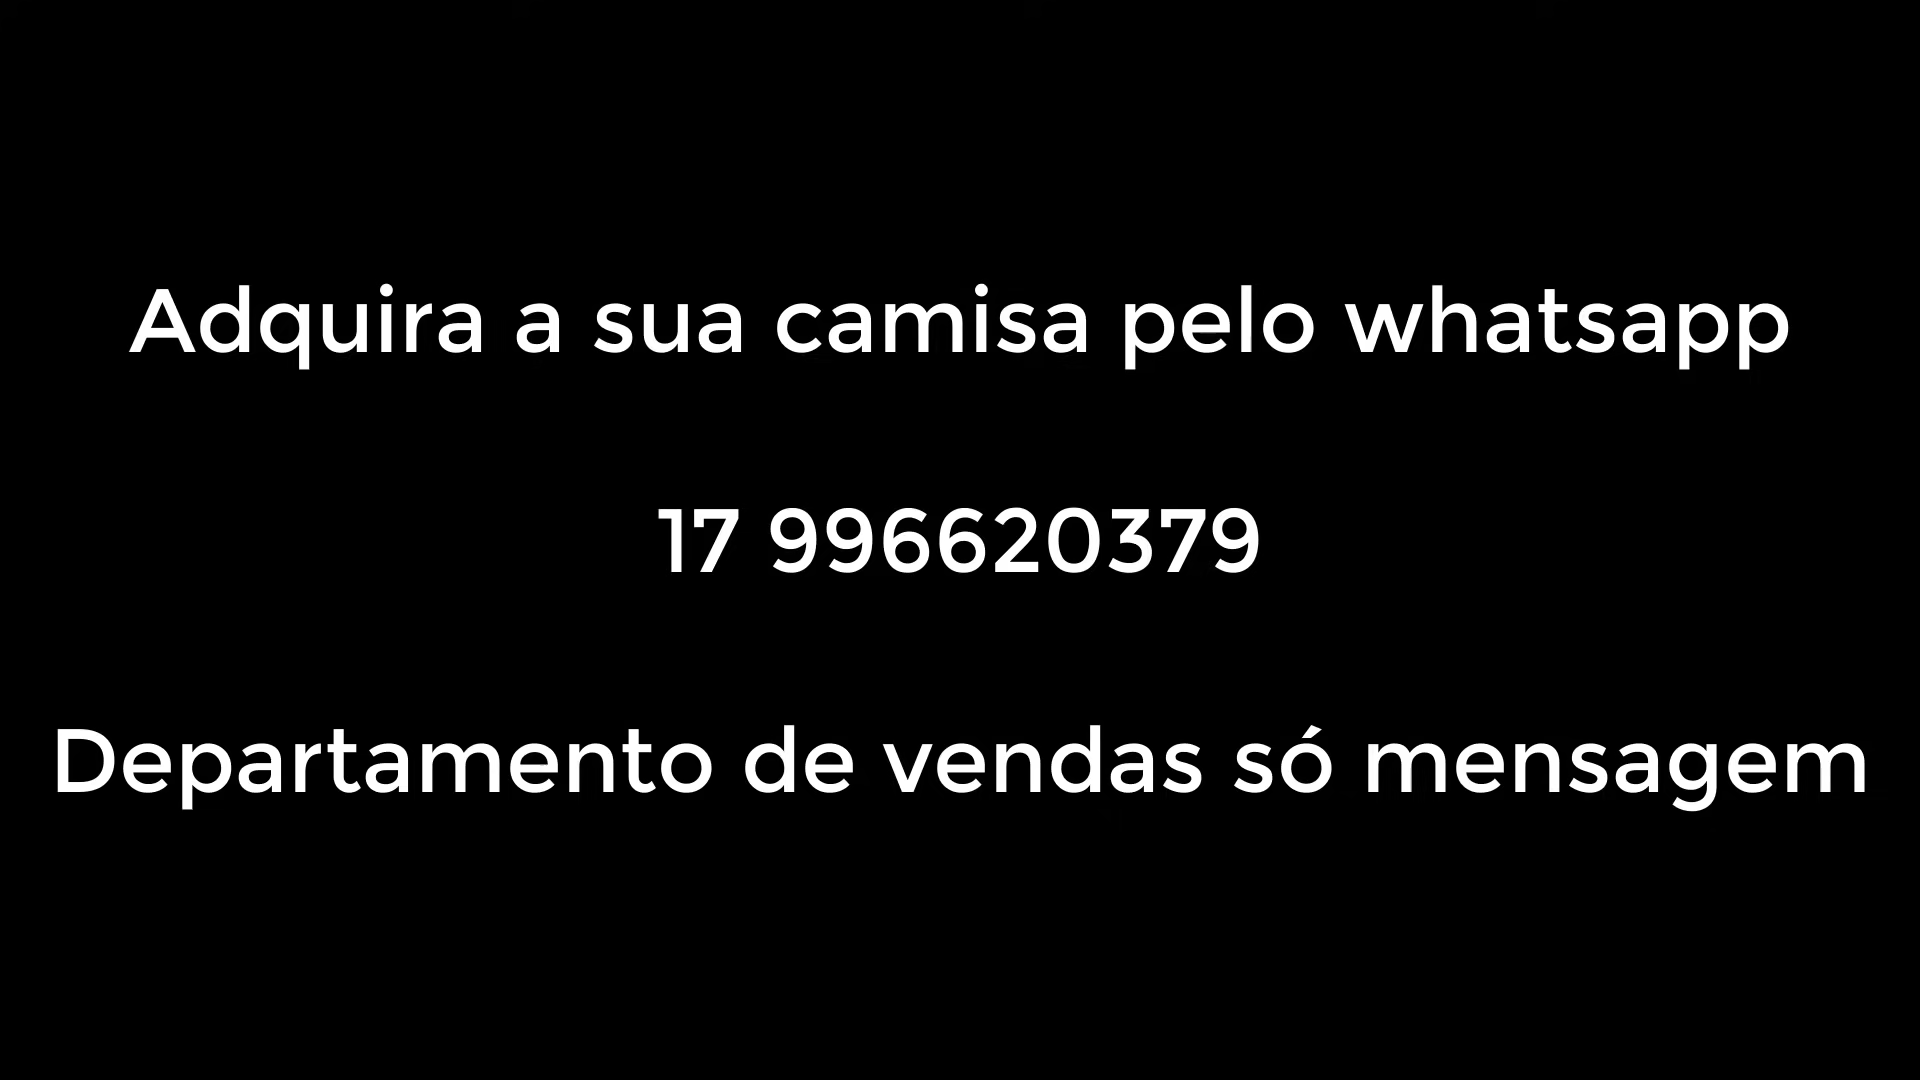 Adquira a sua camisa pelo whatsapp
17 996620379
Departamento de vendas só mensagem